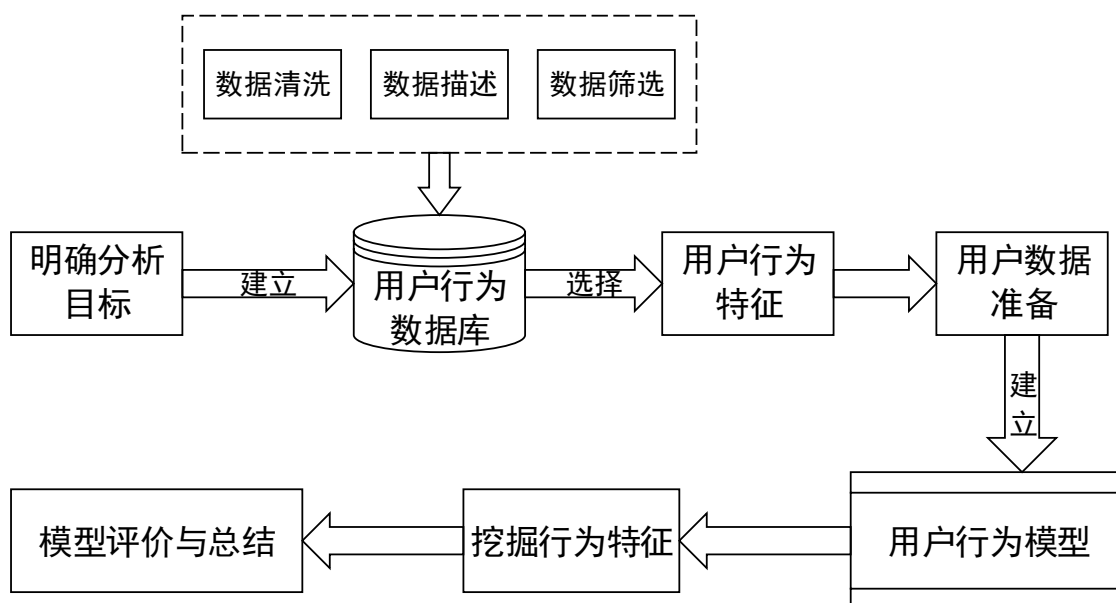 数据清洗
数据描述
数据筛选
明确分析
目标
建立
用户行为
数据库
选择
用户行为
特征
用户数据
准备
建
立
模型评价与总结
挖掘行为特征
用户行为模型